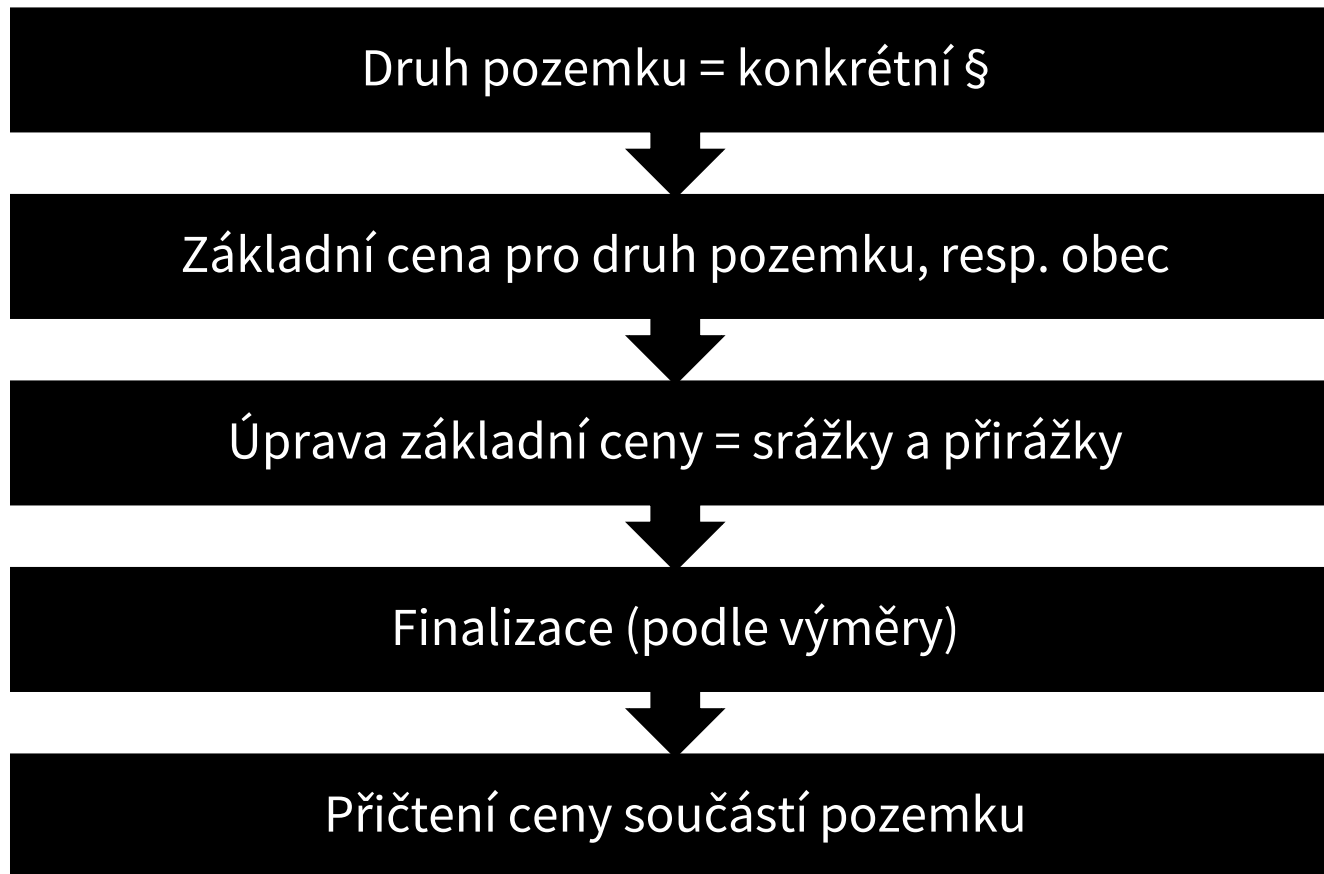 Druh pozemku = konkrétní §
Základní cena pro druh pozemku, resp. obec
Úprava základní ceny = srážky a přirážky
Finalizace (podle výměry)
Přičtení ceny součástí pozemku